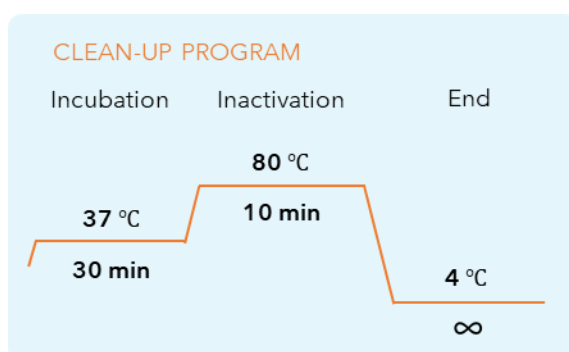 CLEAN-UP PROGRAM
Incubation Inactivation End
80 °C
37 °C 10 min
30 min 4 °C
∞